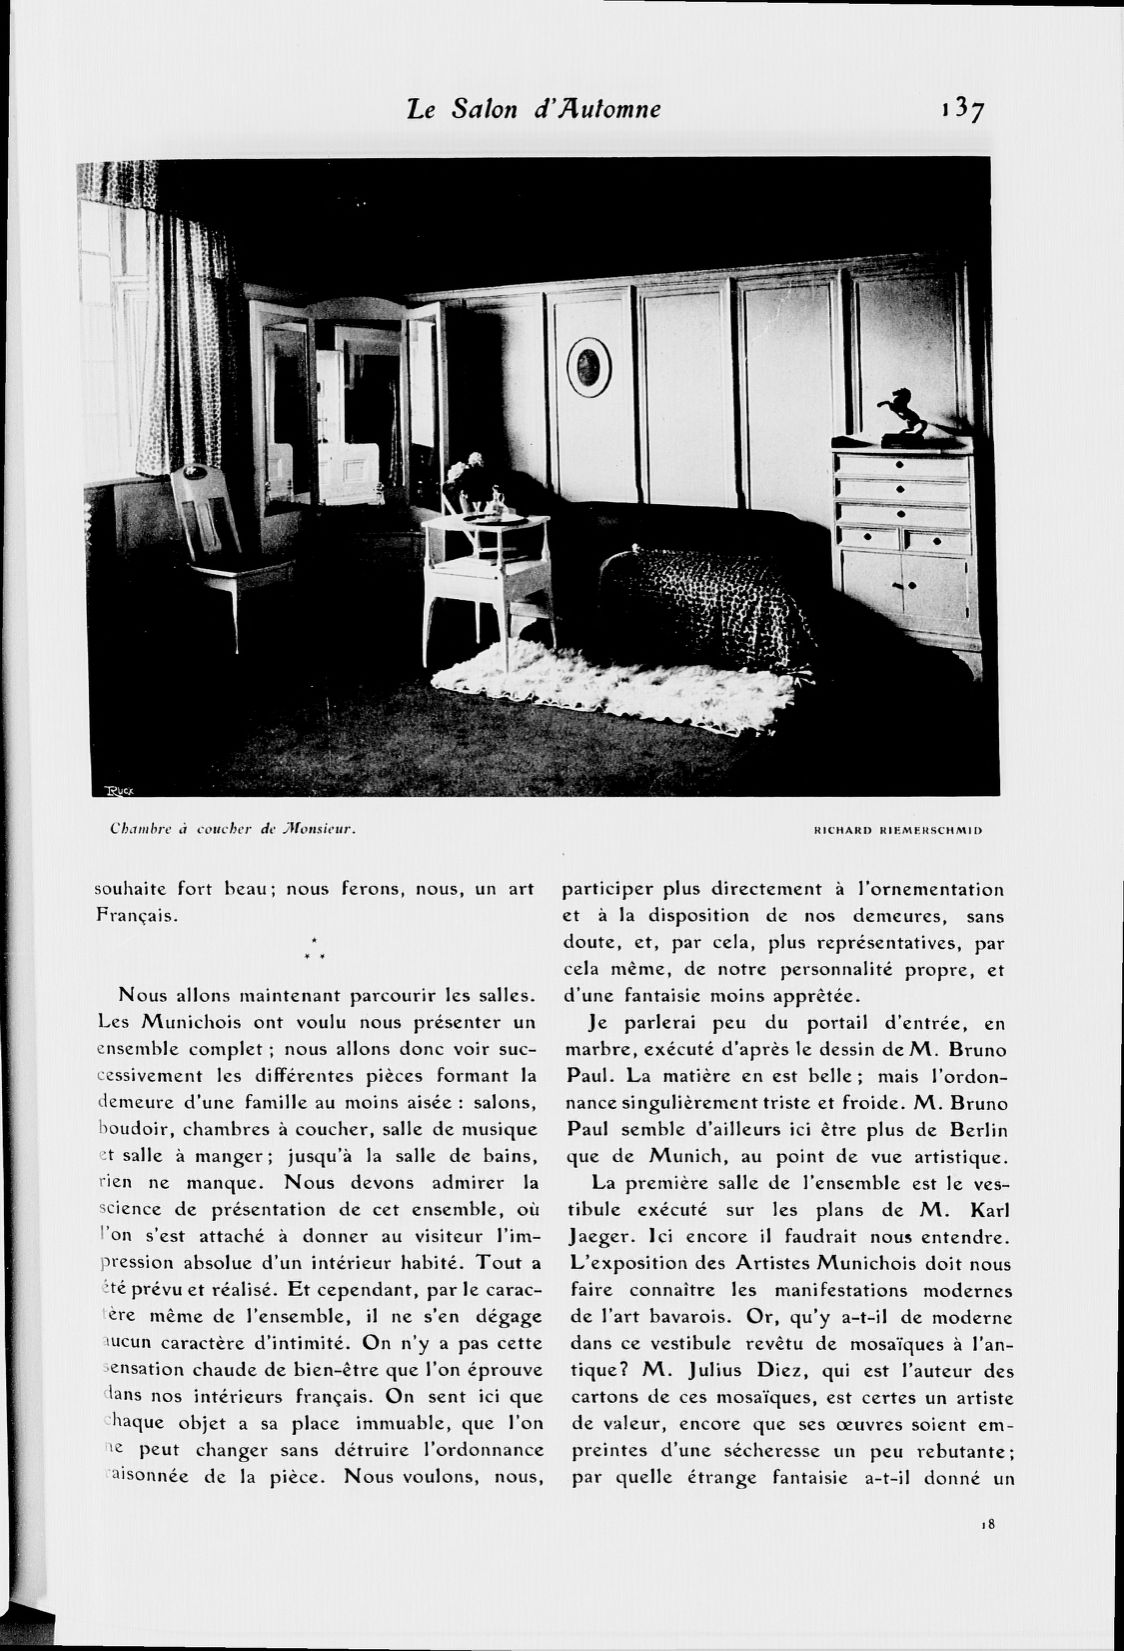 Le Salon d'Automne
137
Ruck
Chambre à coucher de Monsieur.
RICHARD RIEMERSCHMID
souhaite fort beau; nous ferons, nous, un art
Français.
* * *
Nous allons maintenant parcourir les salles.
Les Munichois ont voulu nous présenter un
ensemble complet; nous allons donc voir suc-
cessivement les différentes pièces formant la
demeure d'une famille au moins aisée : salons,
boudoir, chambres à coucher, salle de musique
et salle à manger; jusqu'à la salle de bains,
rien ne manque. Nous devons admirer la
science de présentation de cet ensemble, où
l'on s'est attaché à donner au visiteur l'im-
pression absolue d'un intérieur habité. Tout a
été prévu et réalisé. Et cependant, par le carac-
tère même de l'ensemble, il ne s'en dégage
aucun caractère d'intimité. On n'y a pas cette
sensation chaude de bien-être que l'on éprouve
dans nos intérieurs français. On sent ici que
chaque objet a sa place immuable, que l'on
ne peut changer sans détruire l'ordonnance
raisonnée de la pièce. Nous voulons, nous,
participer plus directement à l'ornementation
et à la disposition de nos demeures, sans
doute, et, par cela, plus représentatives, par
cela même, de notre personnalité propre, et
d'une fantaisie moins apprêtée.
Je parlerai peu du portail d'entrée, en
marbre, exécuté d'après le dessin de M. Bruno
Paul. La matière en est belle; mais l'ordon-
nance singulièrement triste et froide. M. Bruno
Paul semble d'ailleurs ici être plus de Berlin
que de Munich, au point de vue artistique.
La première salle de l'ensemble est le ves-
tibule exécuté sur les plans de M. Karl
Jaeger. Ici encore il faudrait nous entendre.
L'exposition des Artistes Munichois doit nous
faire connaître les manifestations modernes
de l'art bavarois. Or, qu'y a-t-il de moderne
dans ce vestibule revêtu de mosaïques à l'an-
tique? M. Julius Diez, qui est l'auteur des
cartons de ces mosaïques, est certes un artiste
de valeur, encore que ses œuvres soient em-
preintes d'une sécheresse un peu rebutante;
par quelle étrange fantaisie a-t-il donné un
18